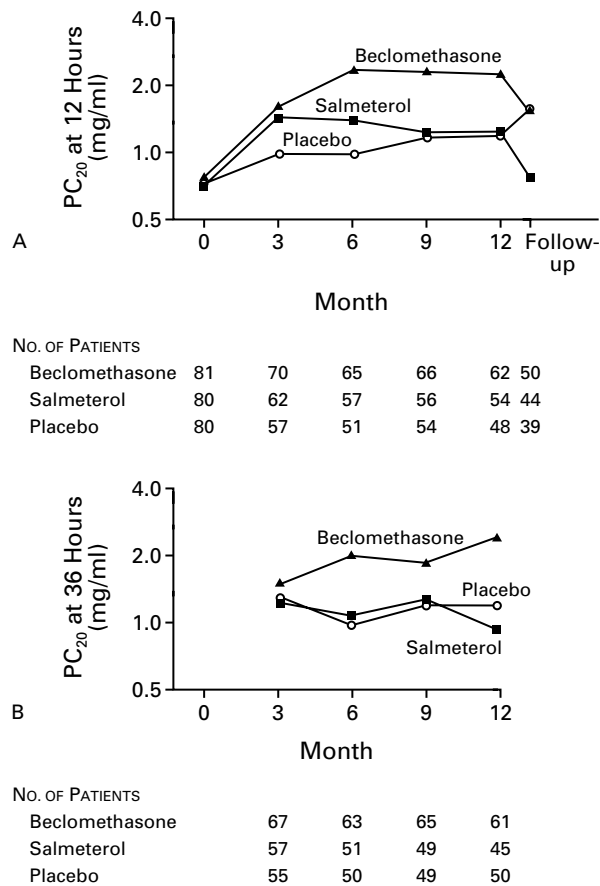 4.0
Beclomethasone
2.0
Salmeterol
Placebo
1.0
0.5
PC20 at 12 Hours
(mg/ml)
A
0 3 6 9 12 Follow-
up
Month
NO. OF PATIENTS
Beclomethasone 81 70 65 66 62 50
Salmeterol 80 62 57 56 54 44
Placebo 80 57 51 54 48 39
4.0
Beclomethasone
2.0
Placebo
1.0
Salmeterol
0.5
PC20 at 36 Hours
(mg/ml)
B
0 3 6 9 12
Month
NO. OF PATIENTS
Beclomethasone 67 63 65 61
Salmeterol 57 51 49 45
Placebo 55 50 49 50